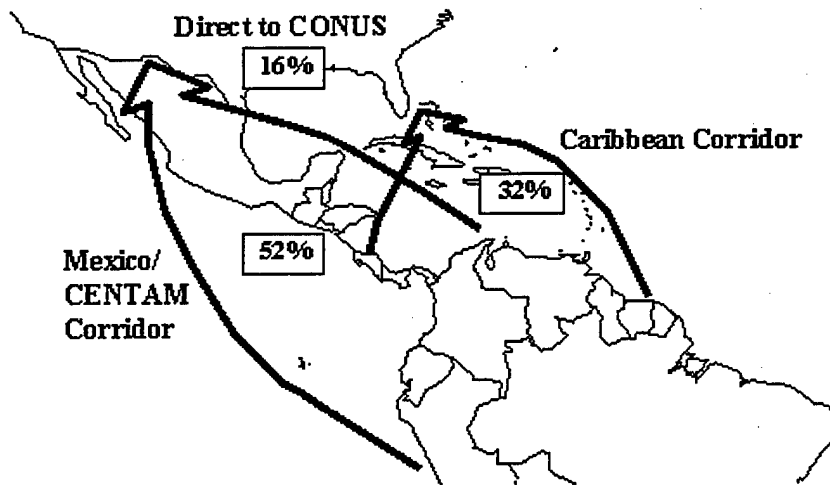 Direct to CONUS
16%
Caribbean Corridor
32%
52%
Mexico/
CENTAM
Corridor